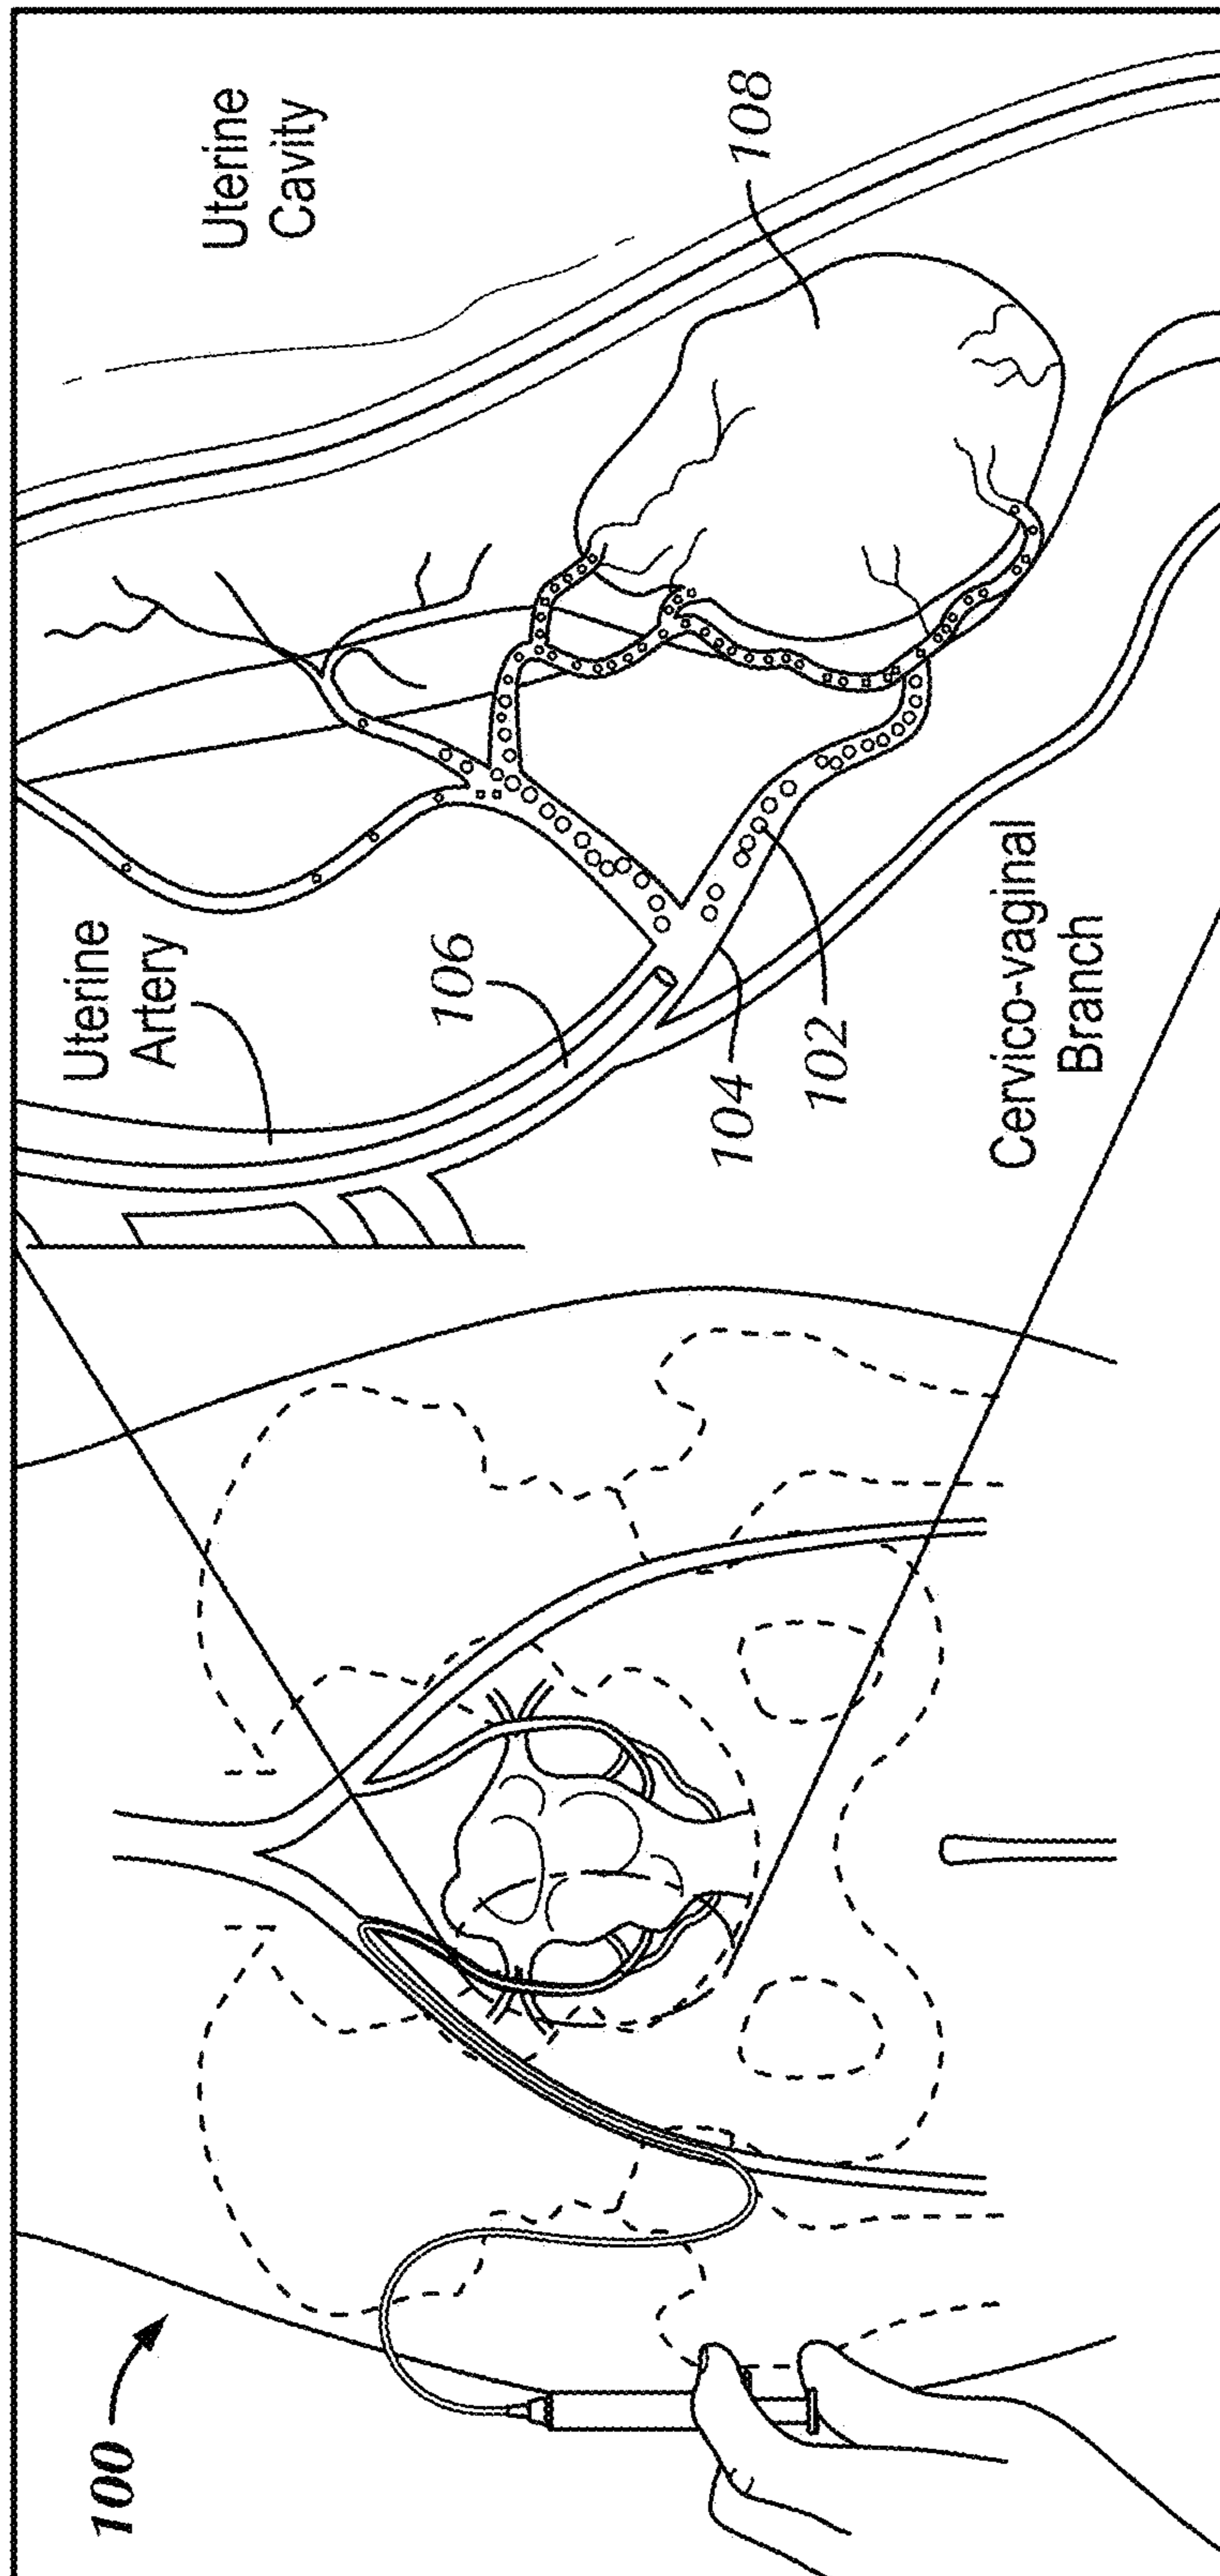 100
Uterine
Artery
106
104
102
Cervico-vaginal
Branch
Uterine
Cavity
108